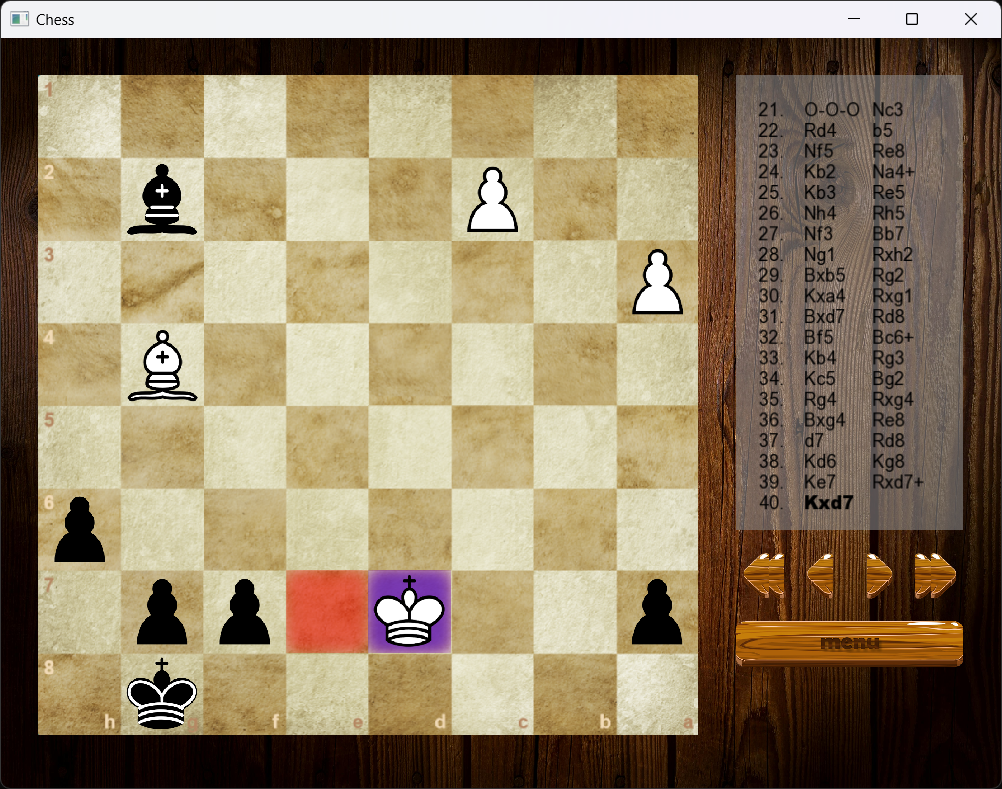 Chess
1
2
3
4
5
6
7
8
h g f e d c b a
21. O-O-O Nc3
22. Rd4 b5
23. Nf5 Re8
24. Kb2 Na4+
25. Kb3 Re5
26. Nh4 Rh5
27. Nf3 Bb7
28. Ng1 Rxh2
29. Bxb5 Rg2
30. Kxa4 Rxg1
31. Bxd7 Rd8
32. Bf5 Bc6+
33. Kb4 Rg3
34. Kc5 Bg2
35. Rg4 Rxg4
36. Bxg4 Re8
37. d7 Rd8
38. Kd6 Kg8
39. Ke7 Rxd7+
40. Kxd7
menu